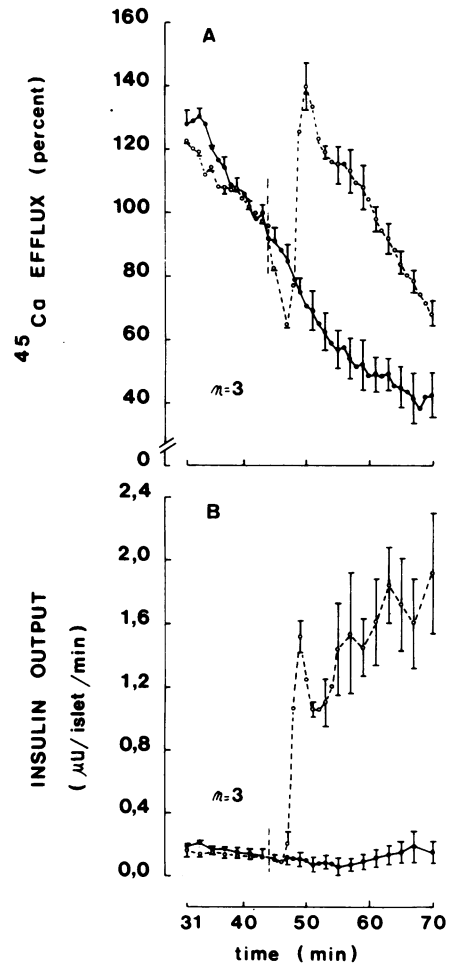 A
160
140
120
100
80
60
40
0
45Ca EFFLUX (percent)
n=3
B
2,4
2,0
1,6
1,2
0,8
0,4
0,0
INSULIN OUTPUT
(μU/islet/min)
n=3
31 40 50 60 70
time (min)